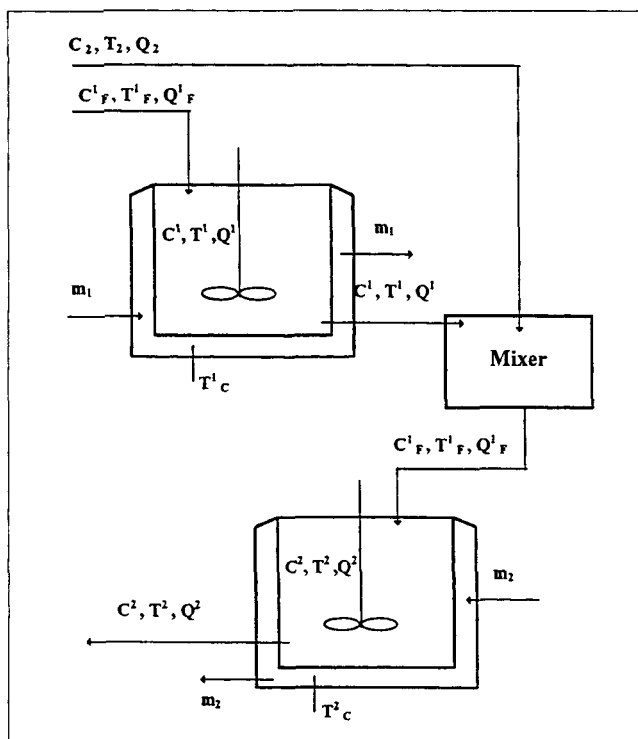 C₂, T₂, Q₂
C¹F, T¹F, Q¹F
C¹, T¹, Q¹
m₁
C¹, T¹, Q¹
m₁
Mixer
T¹C
C¹F, T¹F, Q¹F
C², T², Q²
m₂
C², T², Q²
m₂
T²C